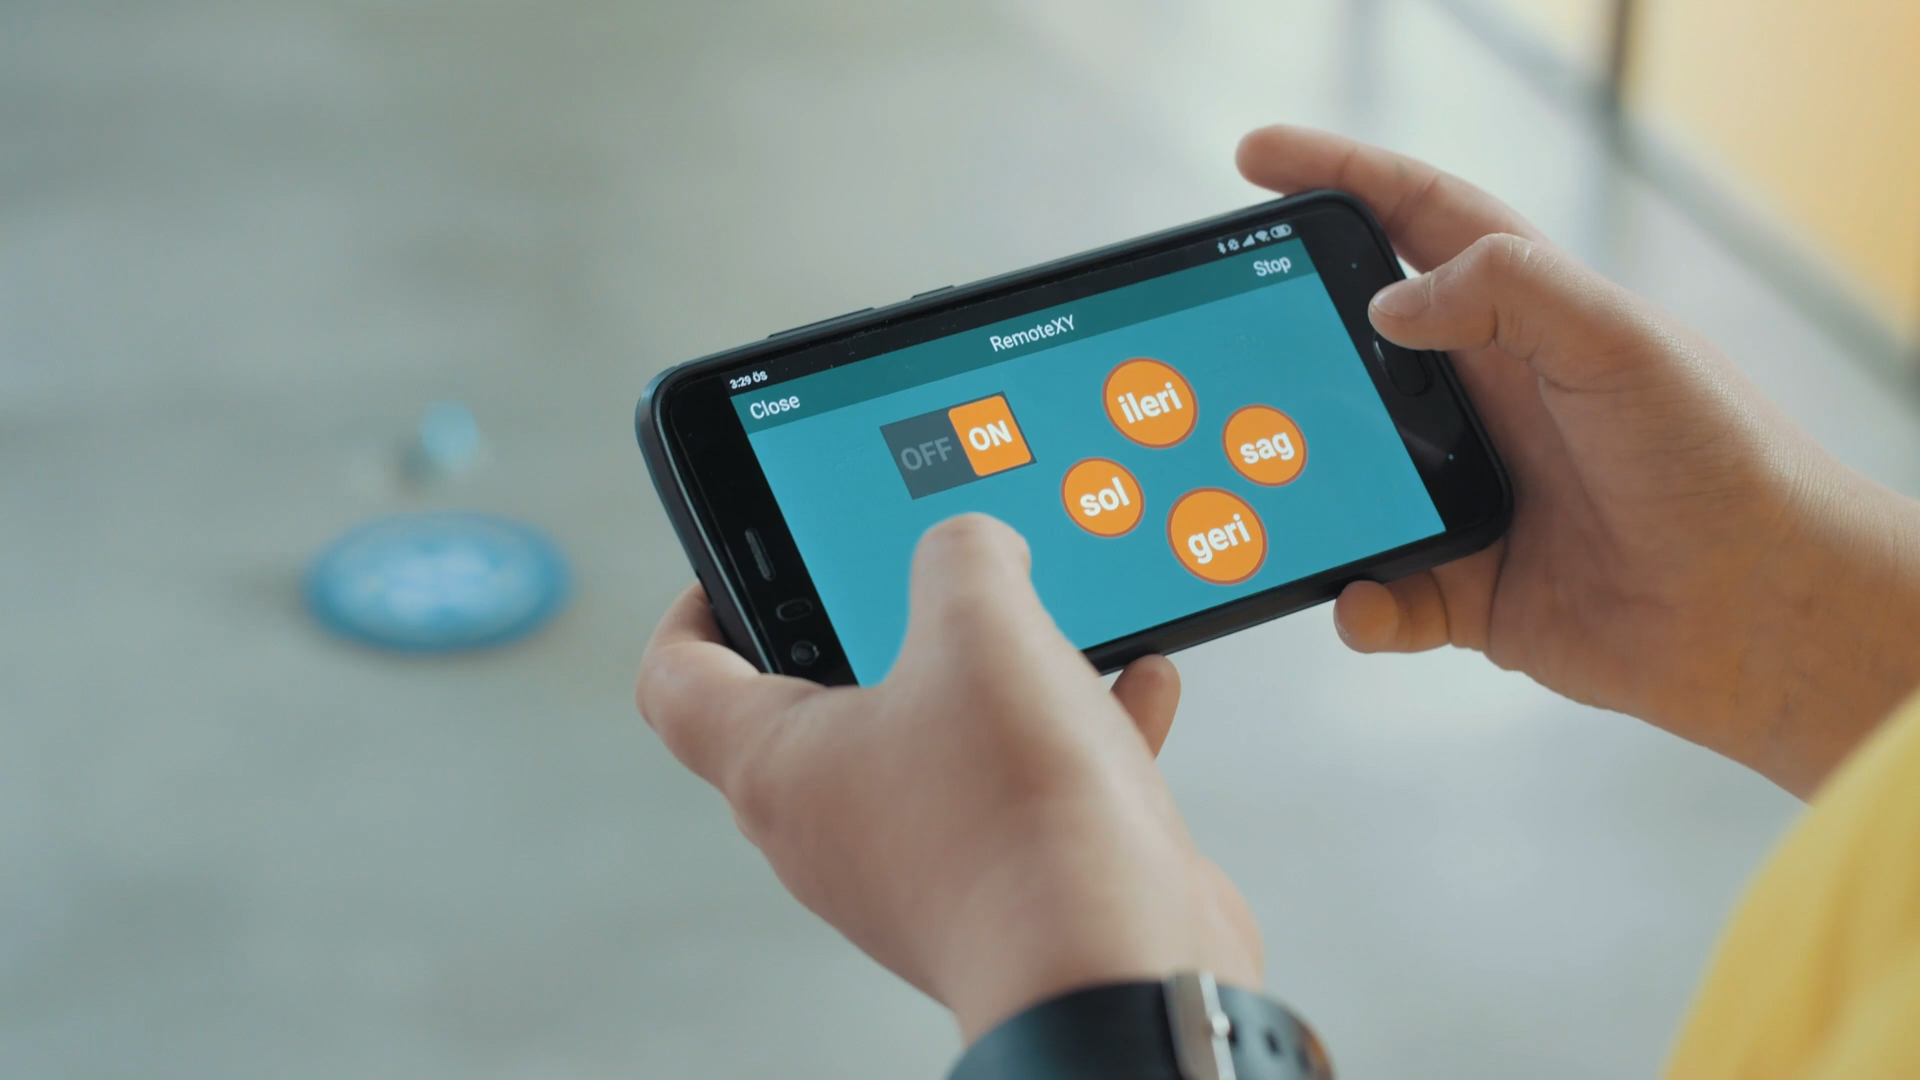 3:29 ÖS
Close
RemoteXY
Stop
OFF ON
ileri
sag
sol
geri